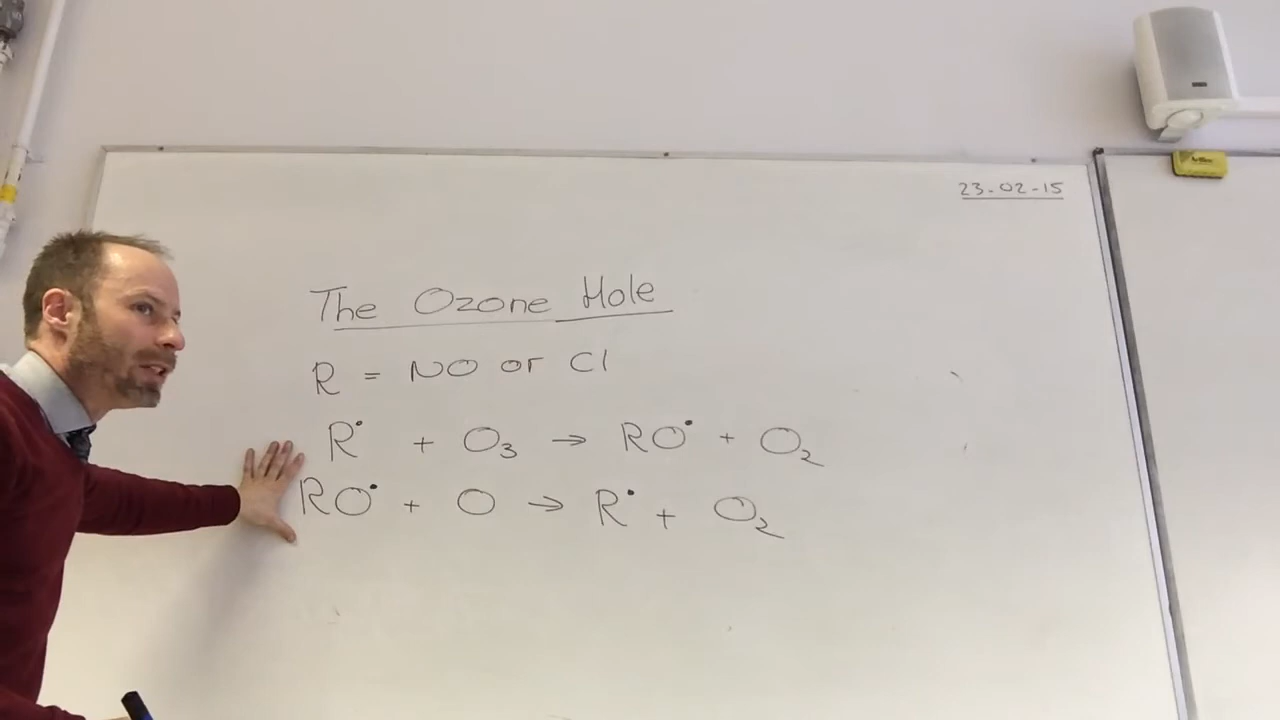 23-02-15
The Ozone Hole
R = NO or Cl
R• + O₃ → RO• + O₂
RO• + O → R• + O₂